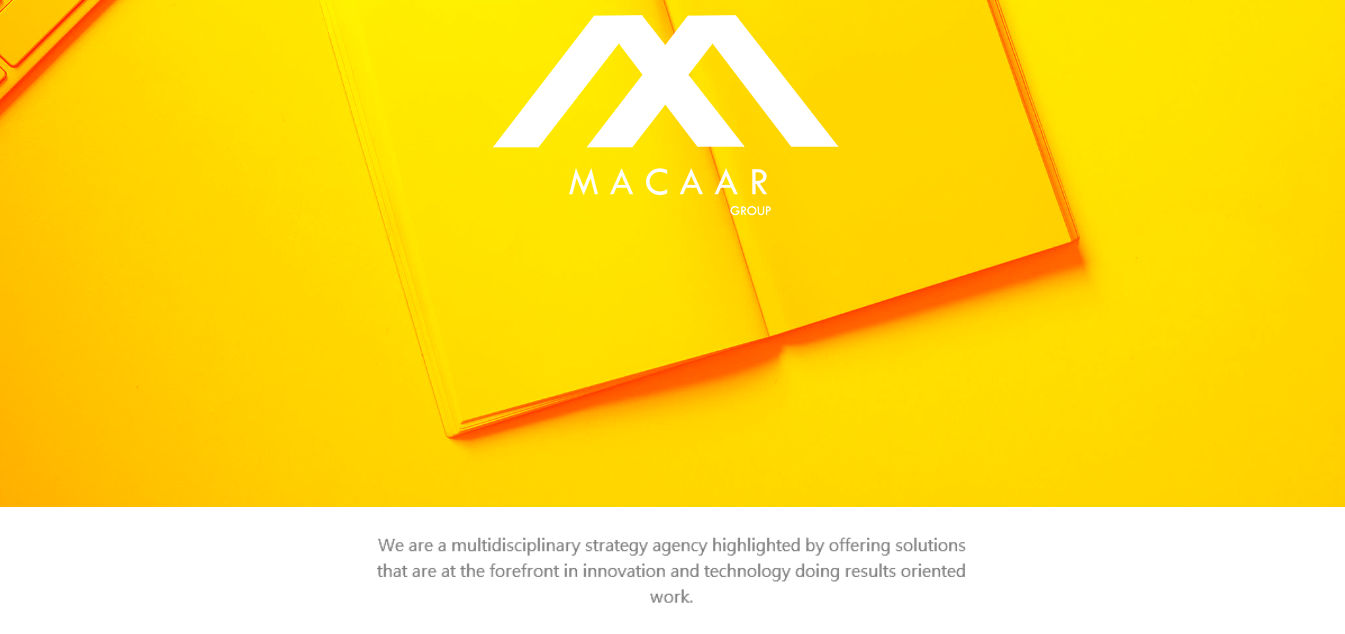 MACAAR
GROUP
We are a multidisciplinary strategy agency highlighted by offering solutions
that are at the forefront in innovation and technology doing results oriented
work.